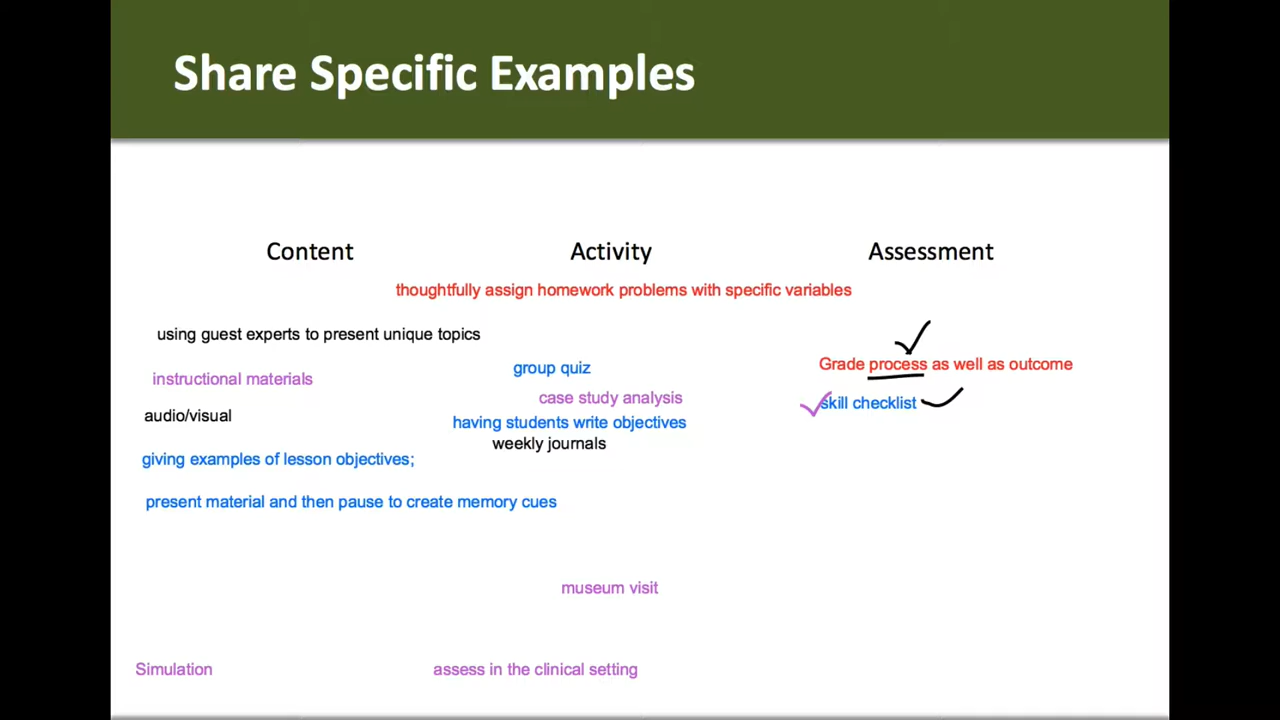 Share Specific Examples
Content Activity Assessment
thoughtfully assign homework problems with specific variables
using guest experts to present unique topics
group quiz
Grade process as well as outcome
instructional materials
case study analysis
skill checklist
audio/visual
having students write objectives
weekly journals
giving examples of lesson objectives;
present material and then pause to create memory cues
museum visit
Simulation
assess in the clinical setting